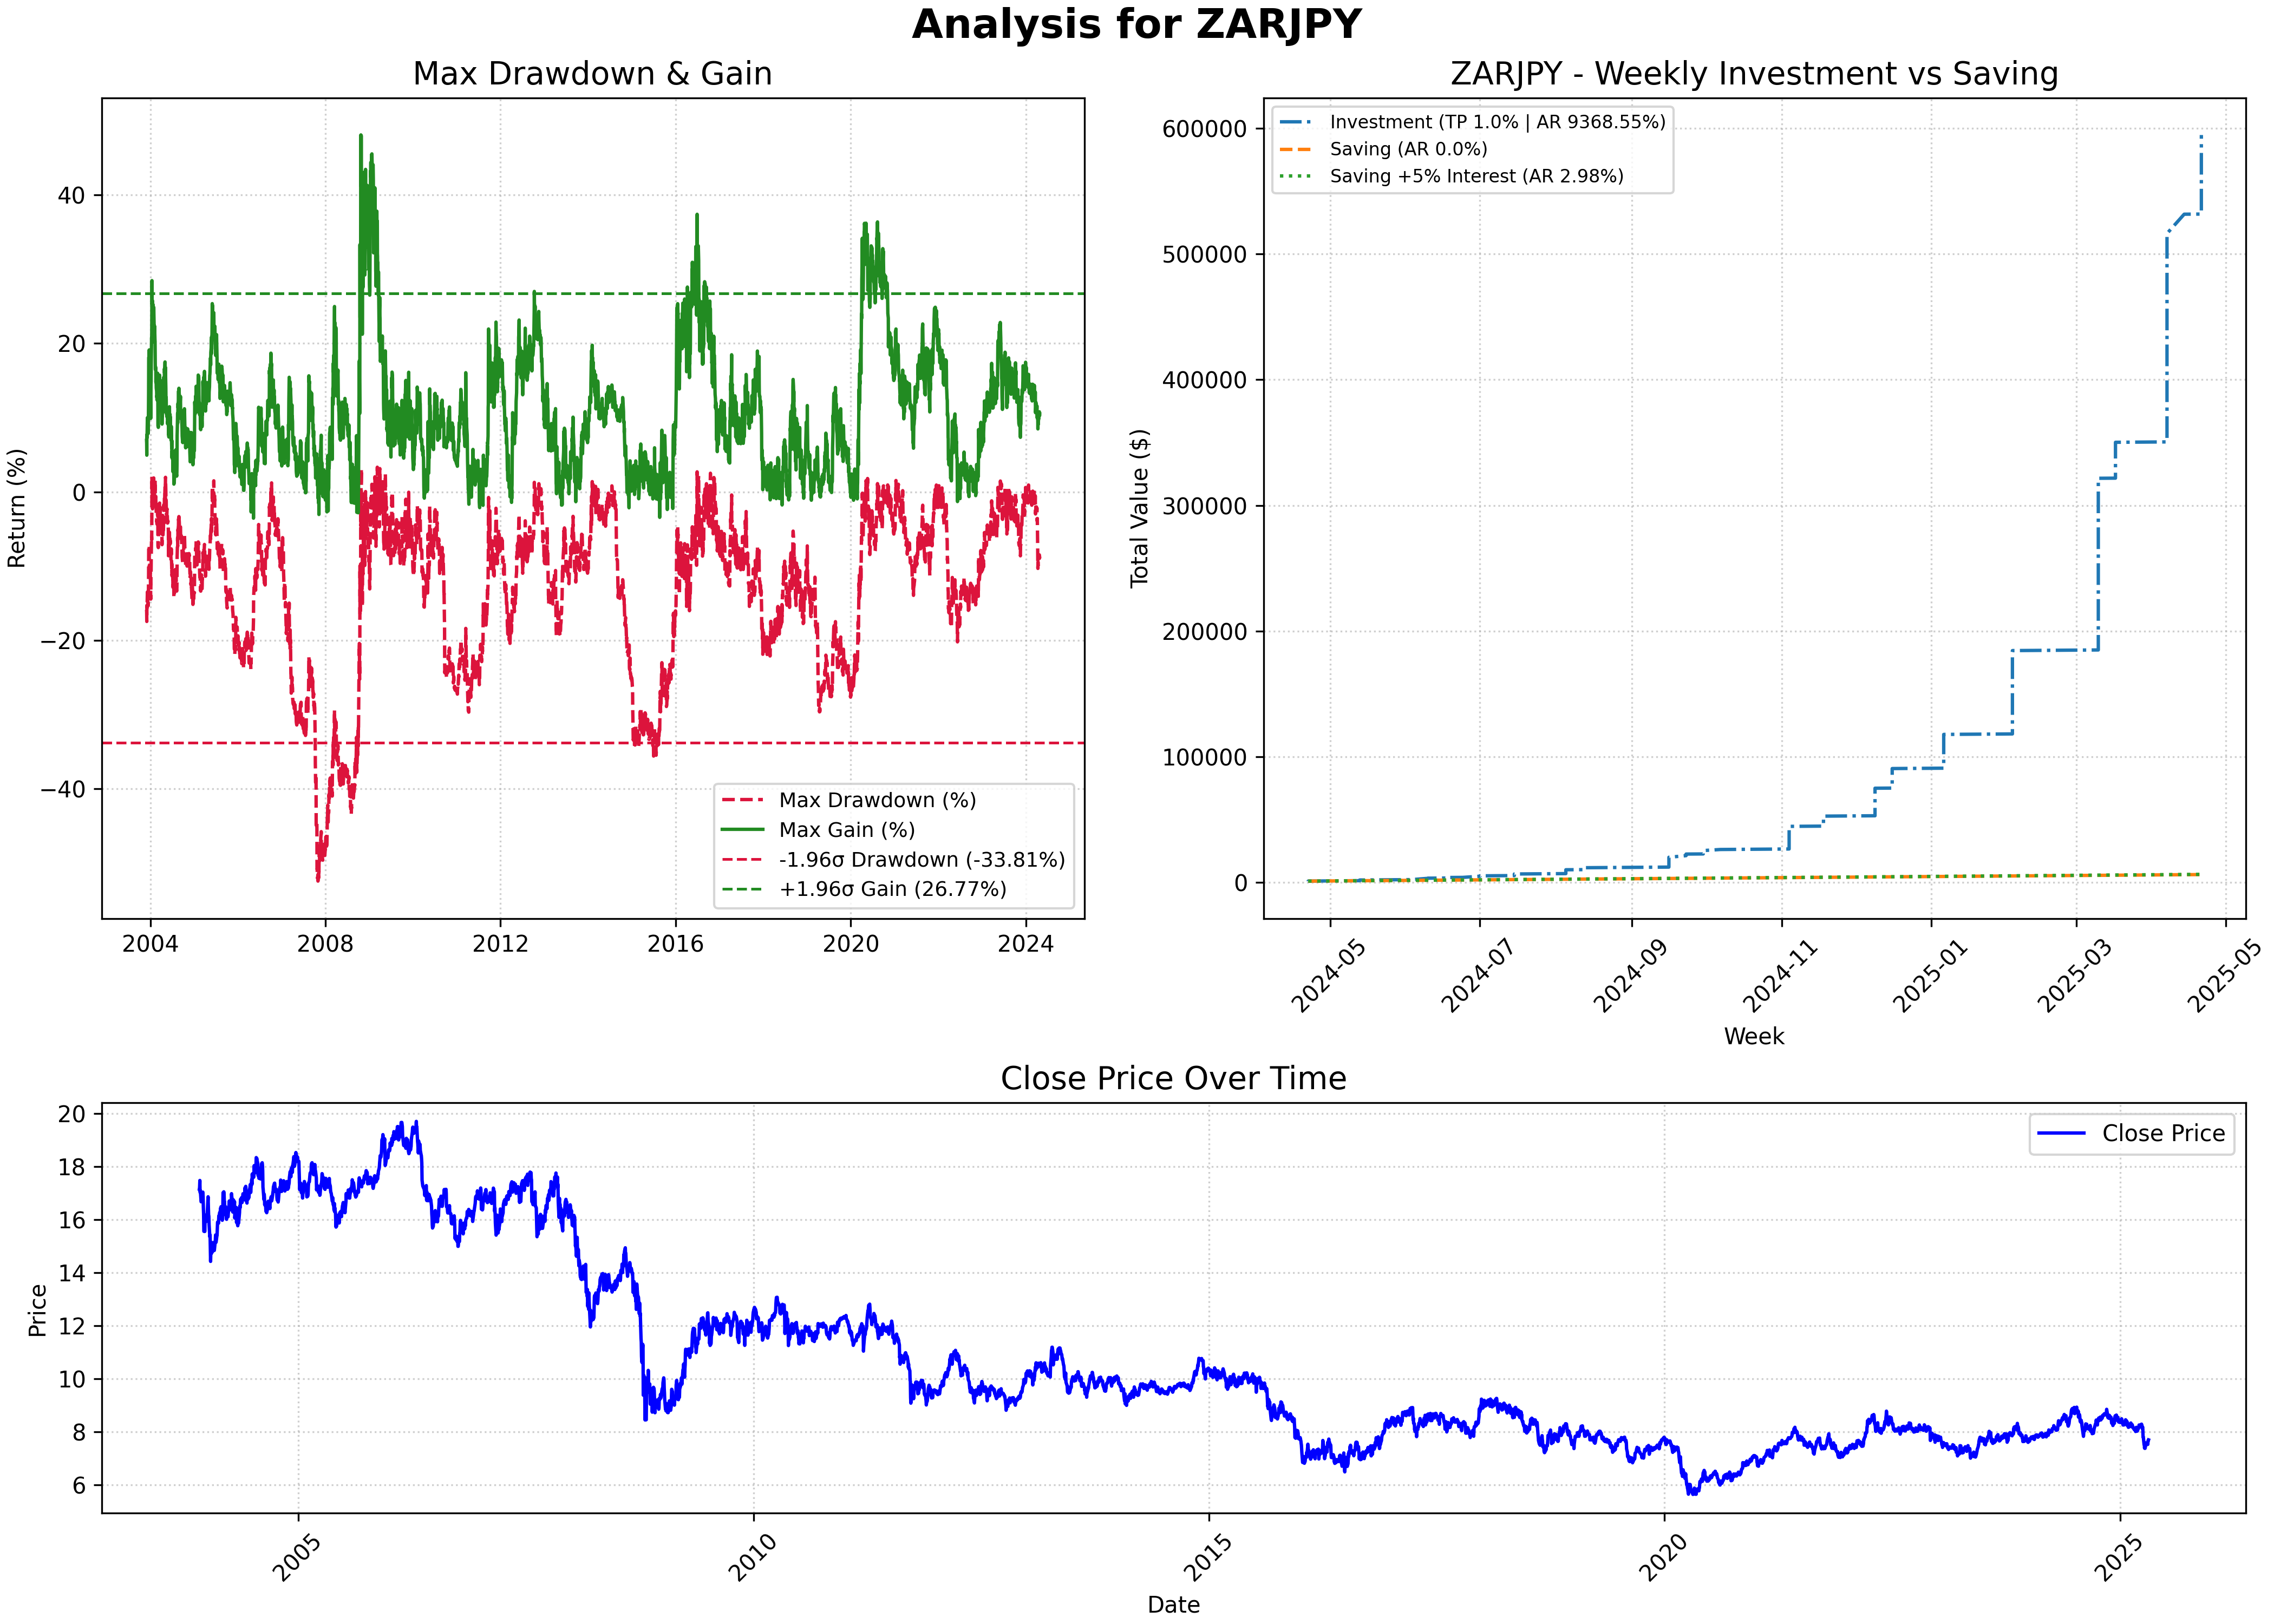 Analysis for ZARJPY
Max Drawdown & Gain
Return (%)
40
20
0
−20
−40
2004
2008
2012
2016
2020
2024
Max Drawdown (%)
Max Gain (%)
-1.96σ Drawdown (-33.81%)
+1.96σ Gain (26.77%)
ZARJPY - Weekly Investment vs Saving
Total Value ($)
600000
500000
400000
300000
200000
100000
0
Investment (TP 1.0% | AR 9368.55%)
Saving (AR 0.0%)
Saving +5% Interest (AR 2.98%)
2024-05
2024-07
2024-09
2024-11
2025-01
2025-03
2025-05
Week
Close Price Over Time
Price
20
18
16
14
12
10
8
6
Close Price
2005
2010
2015
2020
2025
Date